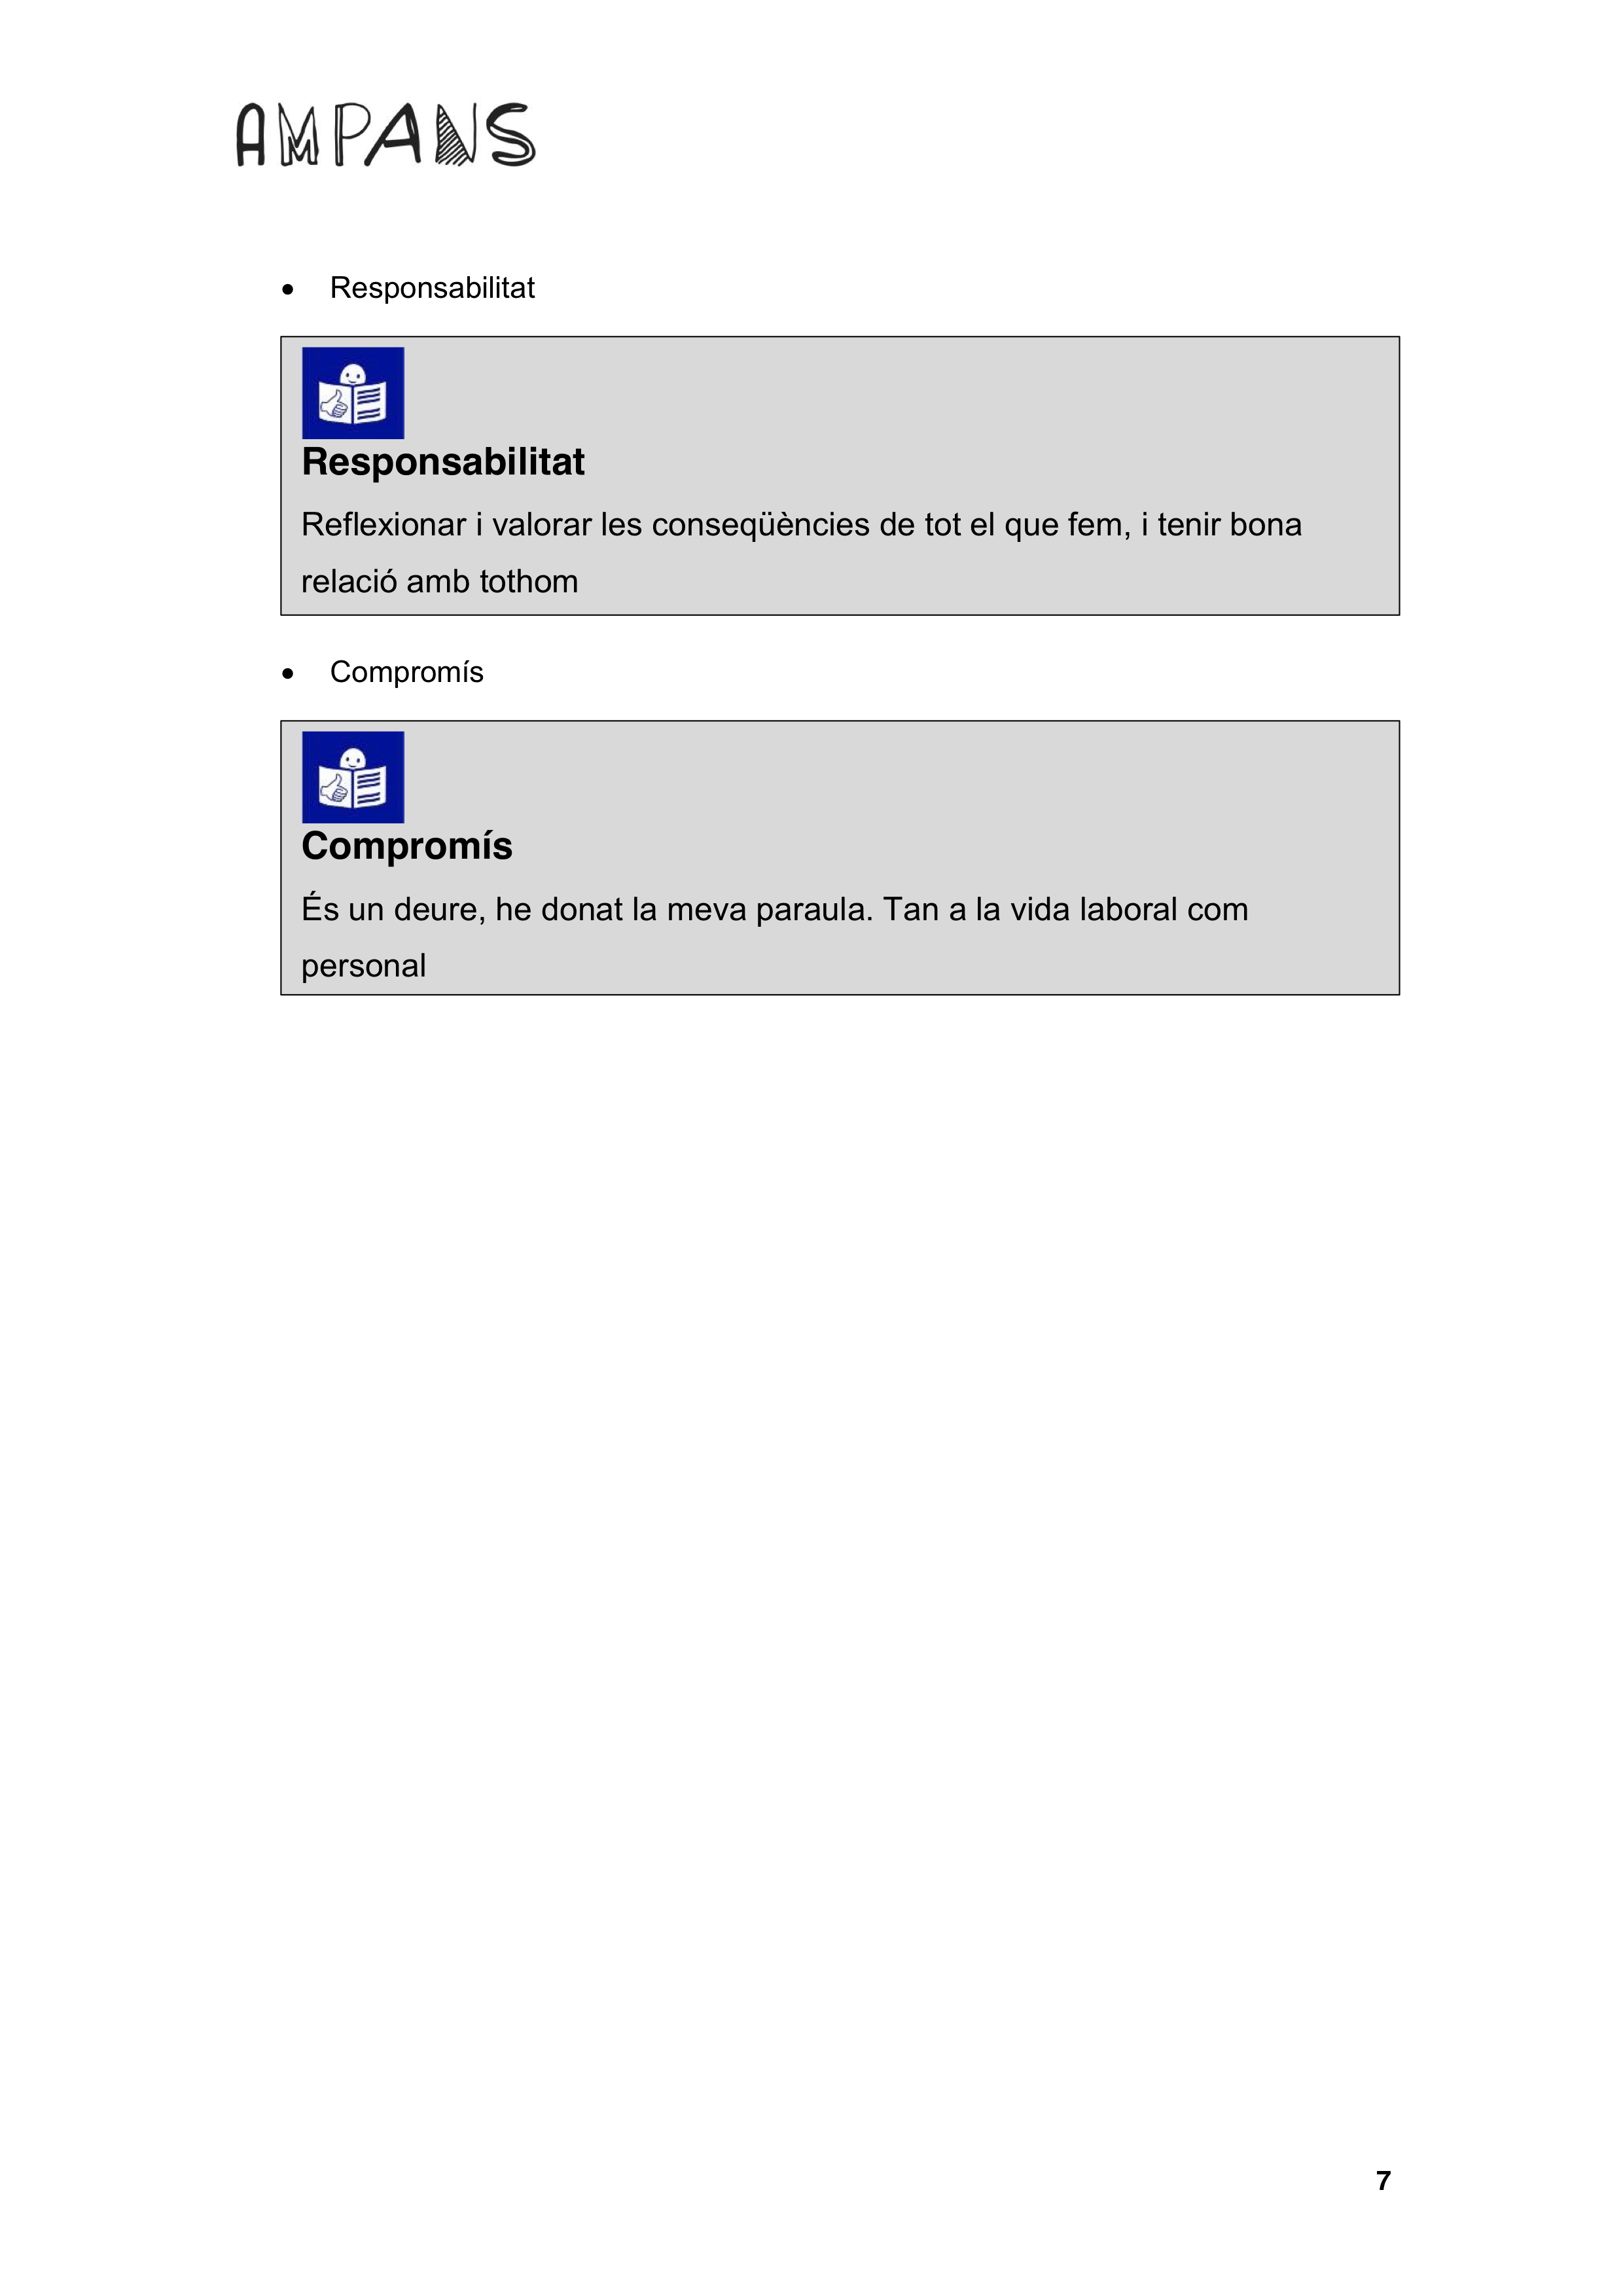 AMPANS
• Responsabilitat
Responsabilitat
Reflexionar i valorar les conseqüències de tot el que fem, i tenir bona
relació amb tothom
• Compromís
Compromís
És un deure, he donat la meva paraula. Tan a la vida laboral com
personal
7